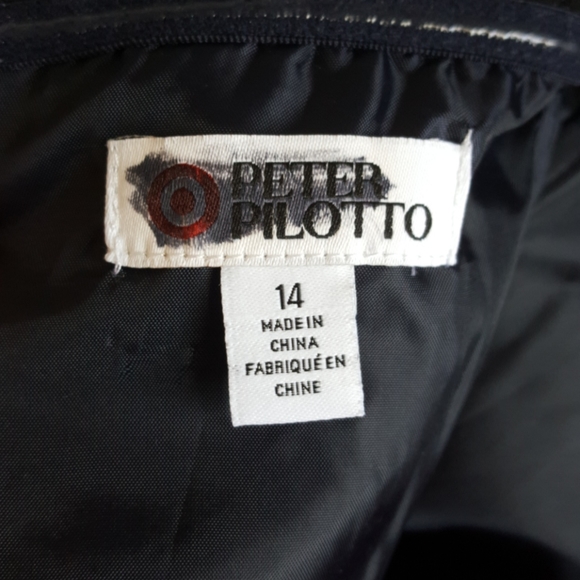 PETER
PILOTTO
14
MADE IN
CHINA
FABRIQUÉ EN
CHINE